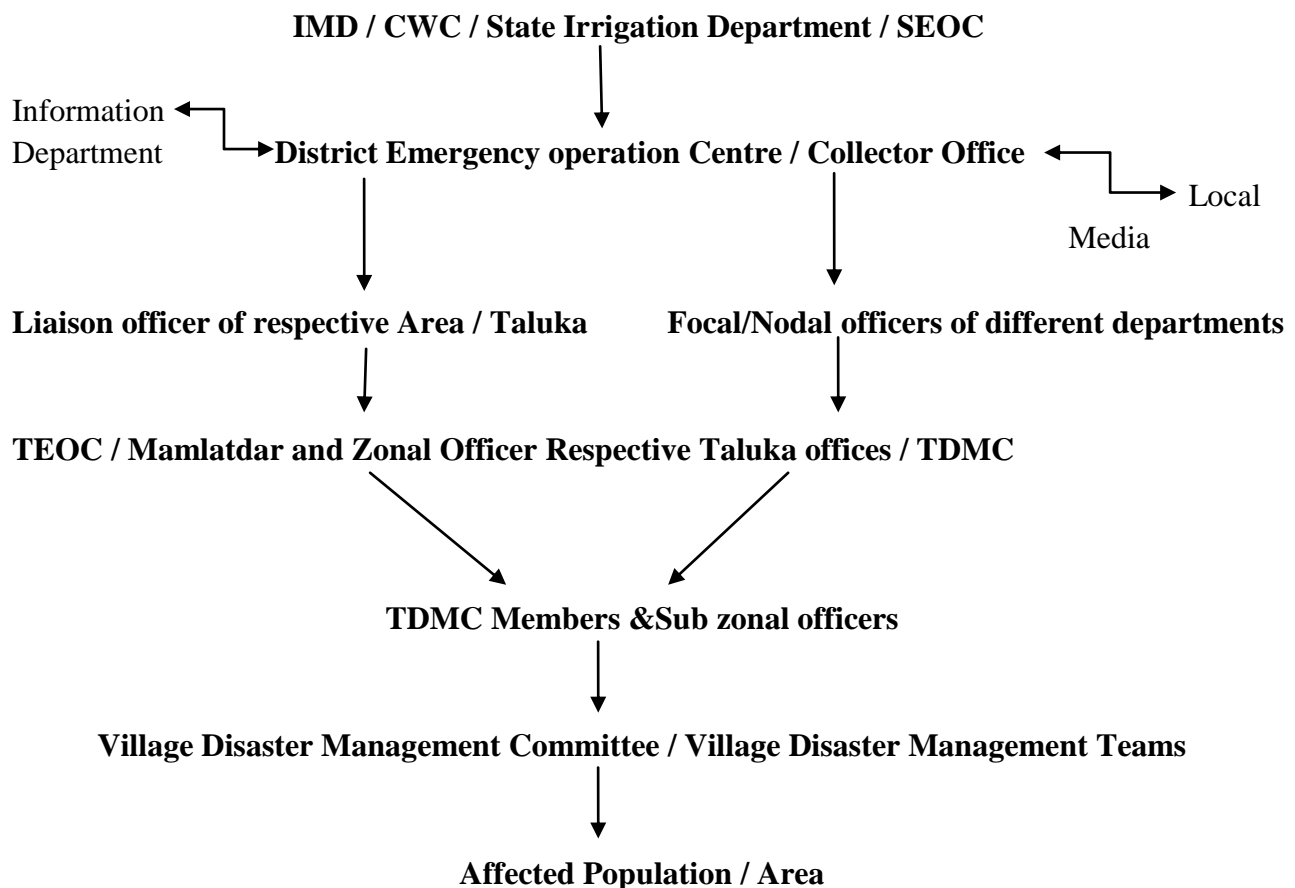 IMD / CWC / State Irrigation Department / SEOC
Information
Department
District Emergency operation Centre / Collector Office
Local
Media
Liaison officer of respective Area / Taluka
Focal/Nodal officers of different departments
TEOC / Mamlatdar and Zonal Officer Respective Taluka offices / TDMC
TDMC Members &Sub zonal officers
Village Disaster Management Committee / Village Disaster Management Teams
Affected Population / Area